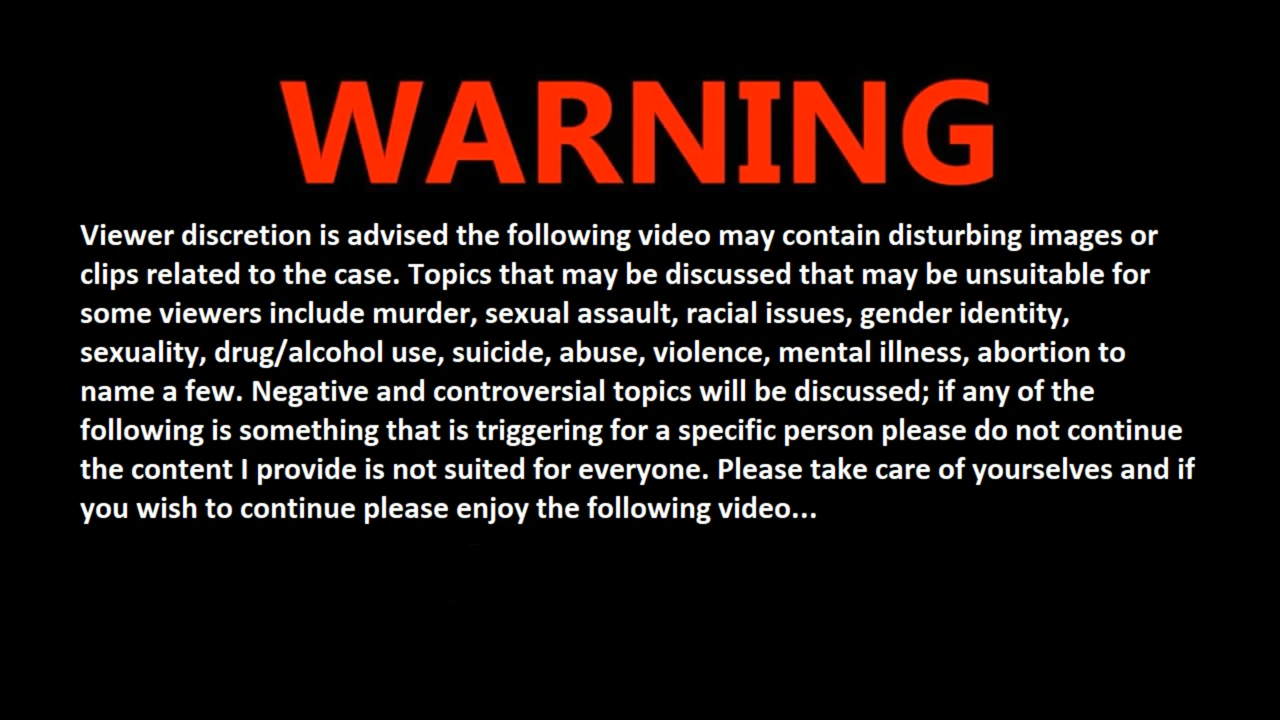 WARNING
Viewer discretion is advised the following video may contain disturbing images or
clips related to the case. Topics that may be discussed that may be unsuitable for
some viewers include murder, sexual assault, racial issues, gender identity,
sexuality, drug/alcohol use, suicide, abuse, violence, mental illness, abortion to
name a few. Negative and controversial topics will be discussed; if any of the
following is something that is triggering for a specific person please do not continue
the content I provide is not suited for everyone. Please take care of yourselves and if
you wish to continue please enjoy the following video...